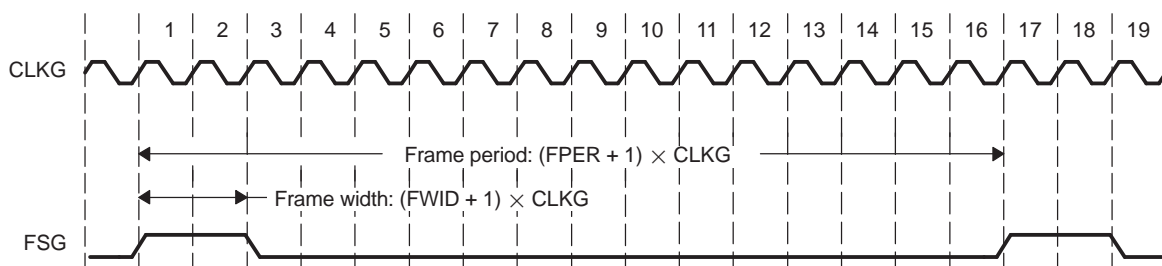 1 2 3 4 5 6 7 8 9 10 11 12 13 14 15 16 17 18 19
CLKG
Frame period: (FPER + 1) × CLKG
Frame width: (FWID + 1) × CLKG
FSG